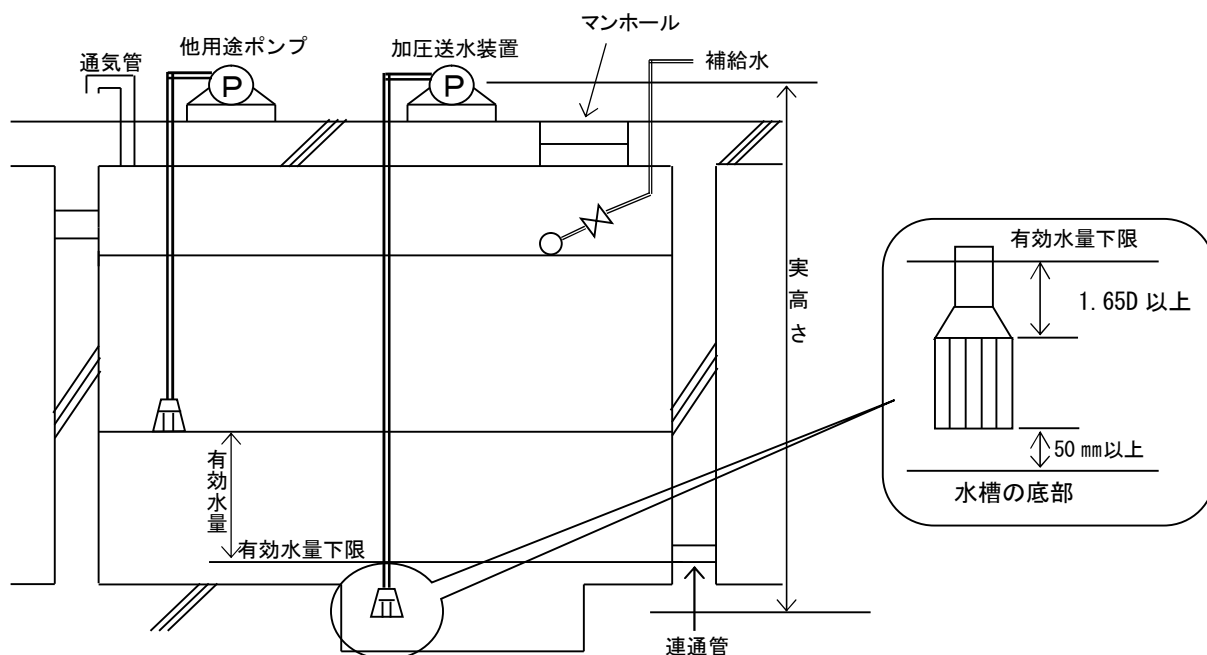 マンホール
他用途ポンプ
加圧送水装置
通気管
補給水
P
P
実高さ
有効水量下限
1.65D 以上
50 mm以上
水槽の底部
有効水量
有効水量下限
連通管